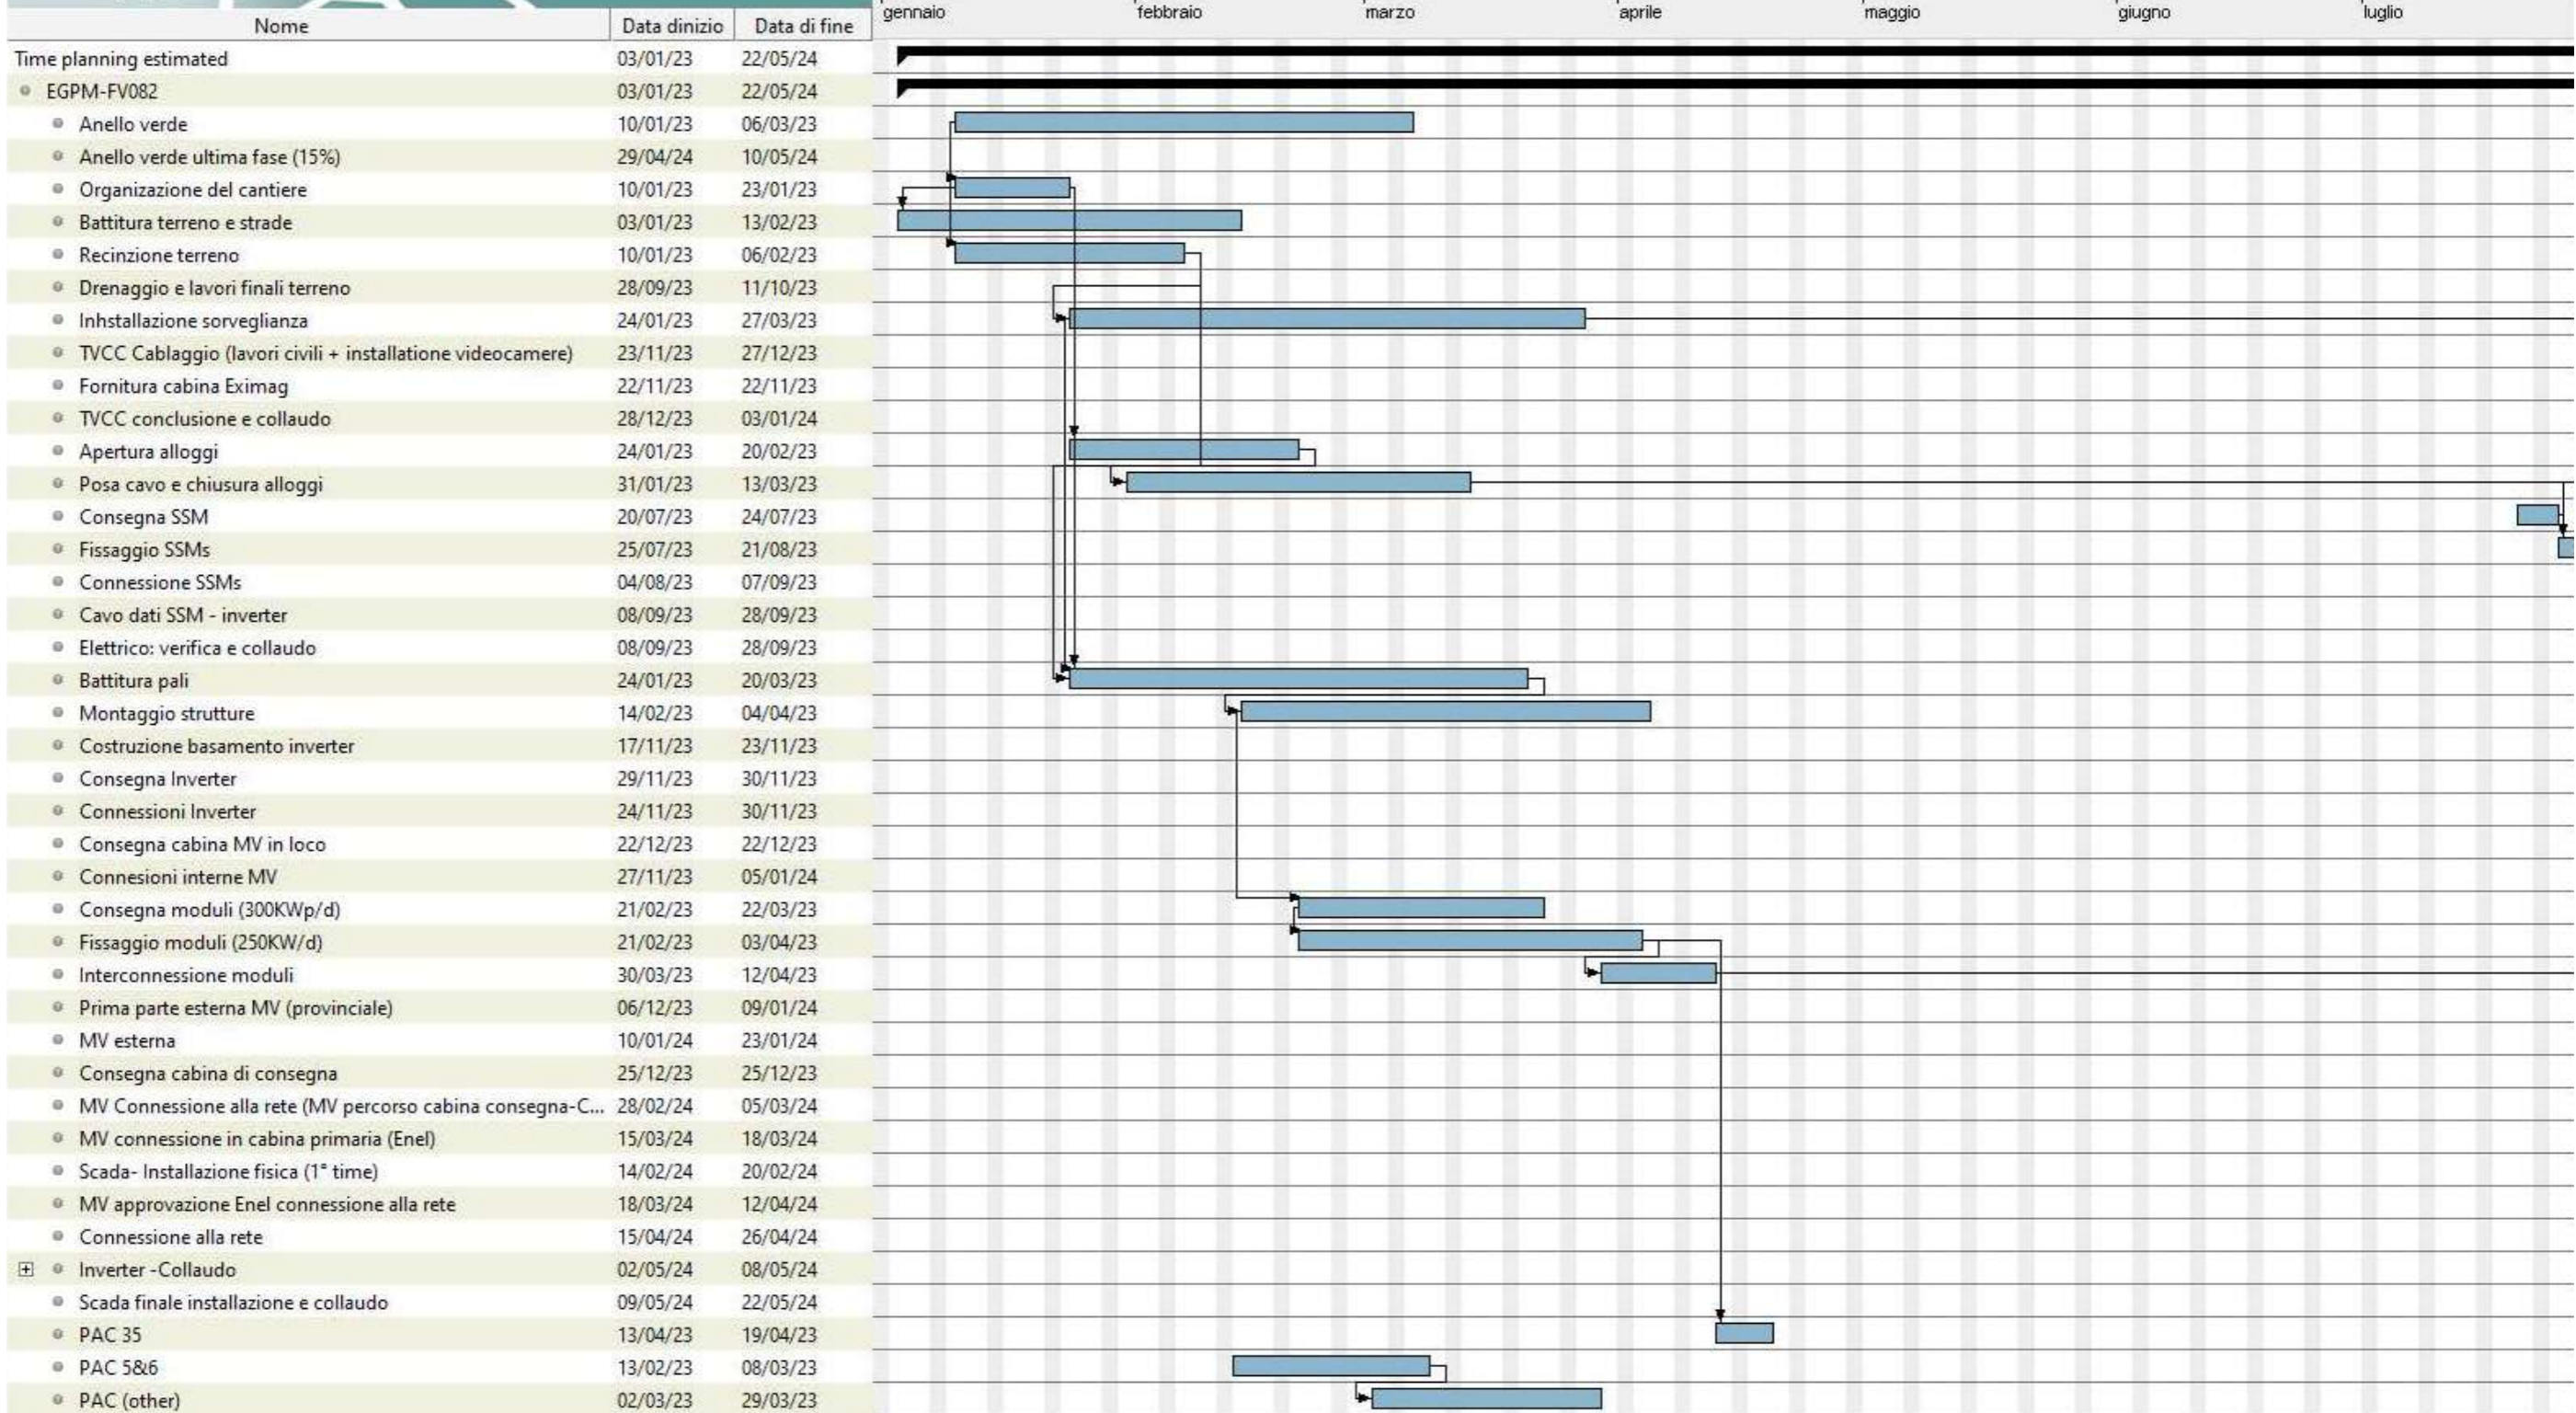 gennaio febbraio marzo aprile maggio giugno luglio
Nome Data dinizio Data di fine
Time planning estimated 03/01/23 22/05/24
EGPM-FV082 03/01/23 22/05/24
Anello verde 10/01/23 06/03/23
Anello verde ultima fase (15%) 29/04/24 10/05/24
Organizazione del cantiere 10/01/23 23/01/23
Battitura terreno e strade 03/01/23 13/02/23
Recinzione terreno 10/01/23 06/02/23
Drenaggio e lavori finali terreno 28/09/23 11/10/23
Inhstallazione sorveglianza 24/01/23 27/03/23
TVCC Cablaggio (lavori civili + installatione videocamere) 23/11/23 27/12/23
Fornitura cabina Eximag 22/11/23 22/11/23
TVCC conclusione e collaudo 28/12/23 03/01/24
Apertura alloggi 24/01/23 20/02/23
Posa cavo e chiusura alloggi 31/01/23 13/03/23
Consegna SSM 20/07/23 24/07/23
Fissaggio SSMs 25/07/23 21/08/23
Connessione SSMs 04/08/23 07/09/23
Cavo dati SSM - inverter 08/09/23 28/09/23
Elettrico: verifica e collaudo 08/09/23 28/09/23
Battitura pali 24/01/23 20/03/23
Montaggio strutture 14/02/23 04/04/23
Costruzione basamento inverter 17/11/23 23/11/23
Consegna Inverter 29/11/23 30/11/23
Connessioni Inverter 24/11/23 30/11/23
Consegna cabina MV in loco 22/12/23 22/12/23
Connesioni interne MV 27/11/23 05/01/24
Consegna moduli (300KWp/d) 21/02/23 22/03/23
Fissaggio moduli (250KW/d) 21/02/23 03/04/23
Interconnessione moduli 30/03/23 12/04/23
Prima parte esterna MV (provinciale) 06/12/23 09/01/24
MV esterna 10/01/24 23/01/24
Consegna cabina di consegna 25/12/23 25/12/23
MV Connessione alla rete (MV percorso cabina consegna-C... 28/02/24 05/03/24
MV connessione in cabina primaria (Enel) 15/03/24 18/03/24
Scada- Installazione fisica (1° time) 14/02/24 20/02/24
MV approvazione Enel connessione alla rete 18/03/24 12/04/24
Connessione alla rete 15/04/24 26/04/24
Inverter -Collaudo 02/05/24 08/05/24
Scada finale installazione e collaudo 09/05/24 22/05/24
PAC 35 13/04/23 19/04/23
PAC 5&6 13/02/23 08/03/23
PAC (other) 02/03/23 29/03/23